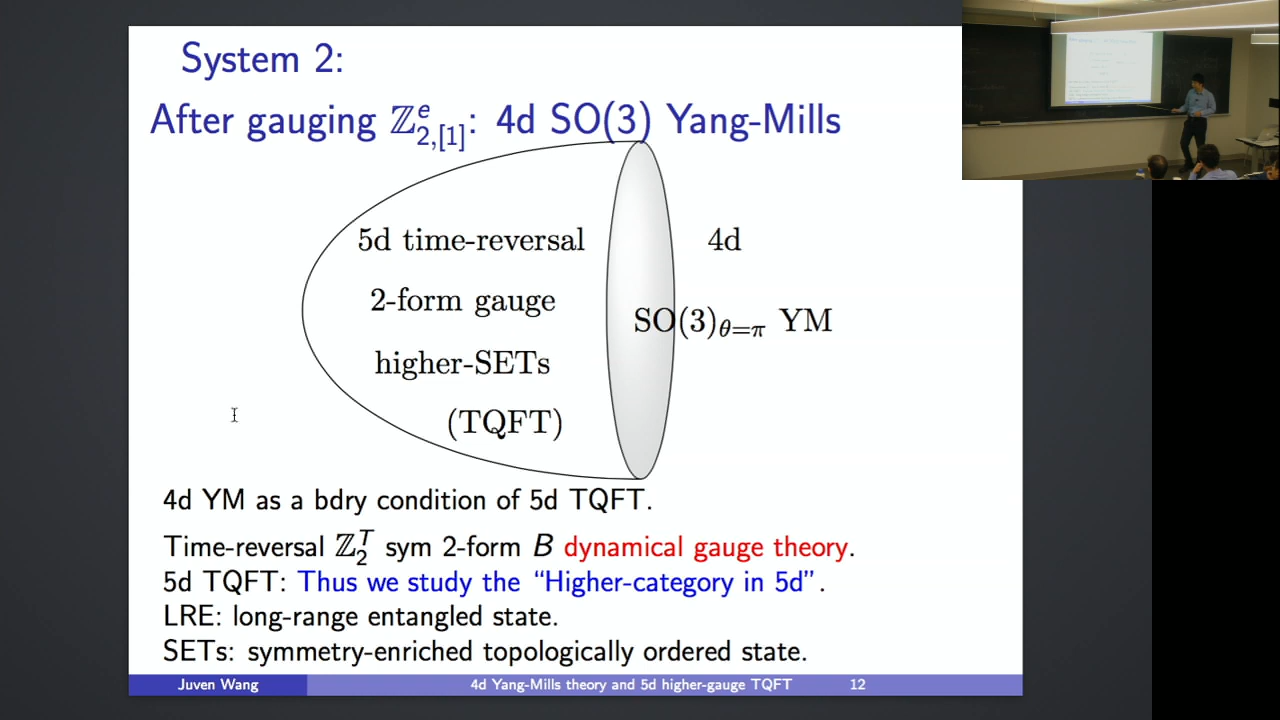 System 2:
After gauging ℤᵉ₂,[1]: 4d SO(3) Yang-Mills
5d time-reversal
4d
2-form gauge
SO(3)θ=π YM
higher-SETs
(TQFT)
4d YM as a bdry condition of 5d TQFT.
Time-reversal ℤ₂ᵀ sym 2-form B dynamical gauge theory.
5d TQFT: Thus we study the “Higher-category in 5d”.
LRE: long-range entangled state.
SETs: symmetry-enriched topologically ordered state.
Juven Wang 4d Yang-Mills theory and 5d higher-gauge TQFT 12